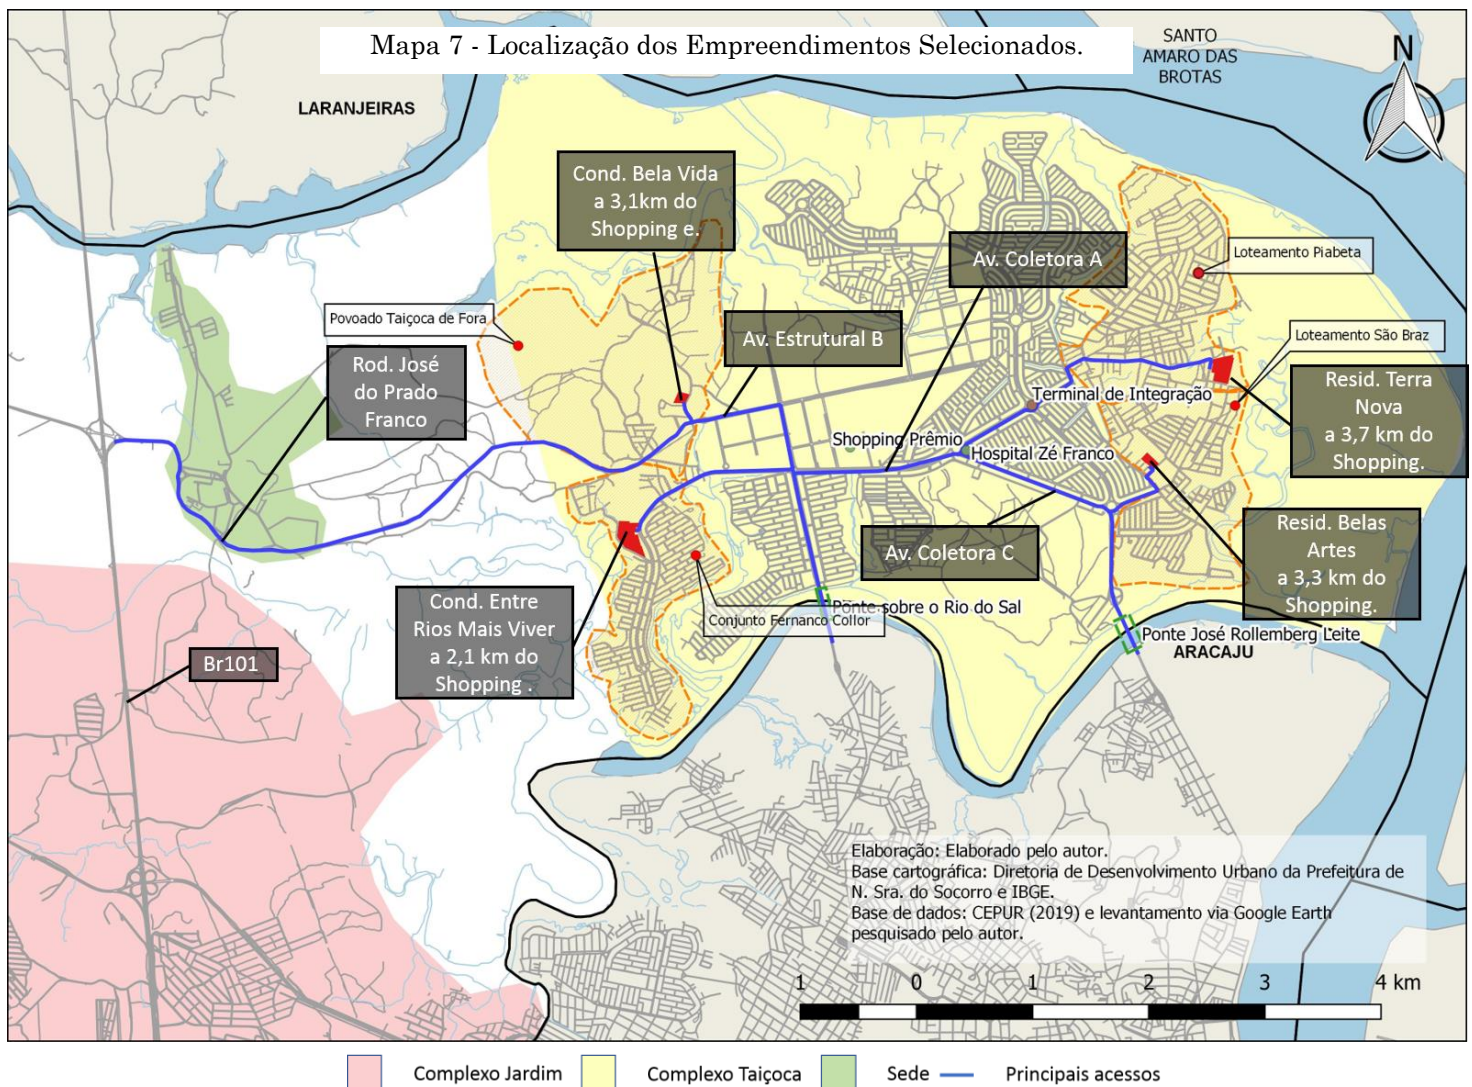 Mapa 7 - Localização dos Empreendimentos Selecionados.
SANTO
AMARO DAS
BROTAS
N
LARANJEIRAS
Cond. Bela Vida
a 3,1km do
Shopping e.
Av. Coletora A
Loteamento Piabeta
Povoado Taiçoca de Fora
Av. Estrutural B
Loteamento São Braz
Rod. José
do Prado
Franco
Resid. Terra
Nova
a 3,7 km do
Shopping.
Terminal de Integração
Shopping Prêmio
Hospital Zé Franco
Av. Coletora C
Resid. Belas
Artes
a 3,3 km do
Shopping.
Cond. Entre
Rios Mais Viver
a 2,1 km do
Shopping .
Ponte sobre o Rio do Sal
Conjunto Fernanco Collor
Ponte José Rollemberg Leite
ARACAJU
Br101
Elaboração: Elaborado pelo autor.
Base cartográfica: Diretoria de Desenvolvimento Urbano da Prefeitura de
N. Sra. do Socorro e IBGE.
Base de dados: CEPUR (2019) e levantamento via Google Earth
pesquisado pelo autor.
1 0 1 2 3 4 km
Complexo Jardim Complexo Taiçoca Sede Principais acessos